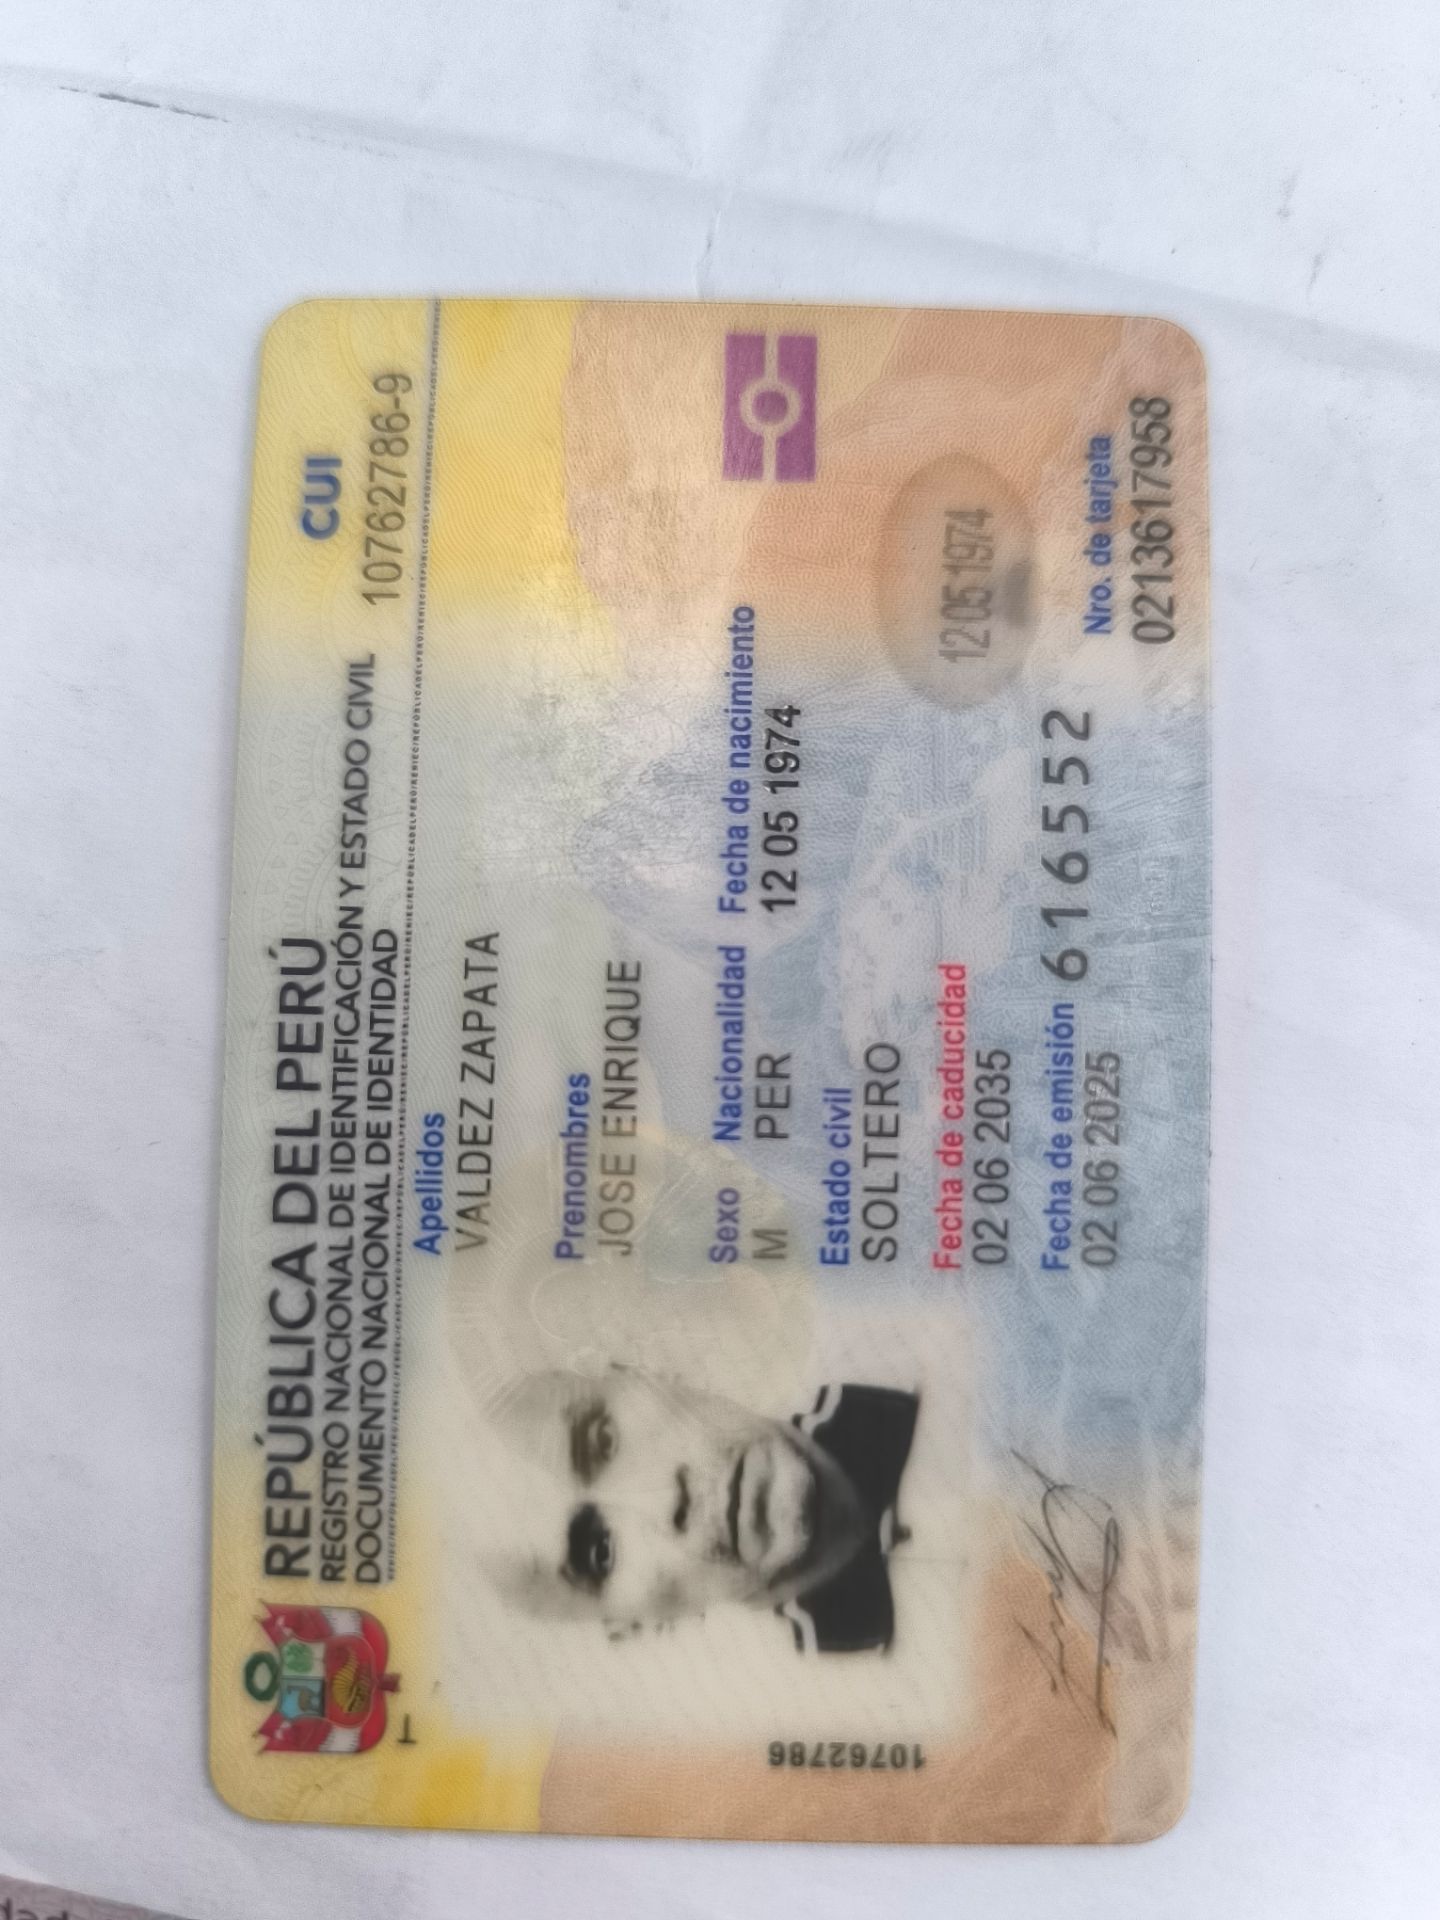 REPÚBLICA DEL PERÚ
REGISTRO NACIONAL DE IDENTIFICACIÓN Y ESTADO CIVIL
DOCUMENTO NACIONAL DE IDENTIDAD
CUI
10762786-9
Apellidos
VALDEZ ZAPATA
Prenombres
JOSE ENRIQUE
Sexo Nacionalidad Fecha de nacimiento
M PER 12 05 1974
Estado civil
SOLTERO
Fecha de caducidad
02 06 2035
Fecha de emisión
02 06 2025
616552
12 05 1974
Nro. de tarjeta
0213617958
10762786